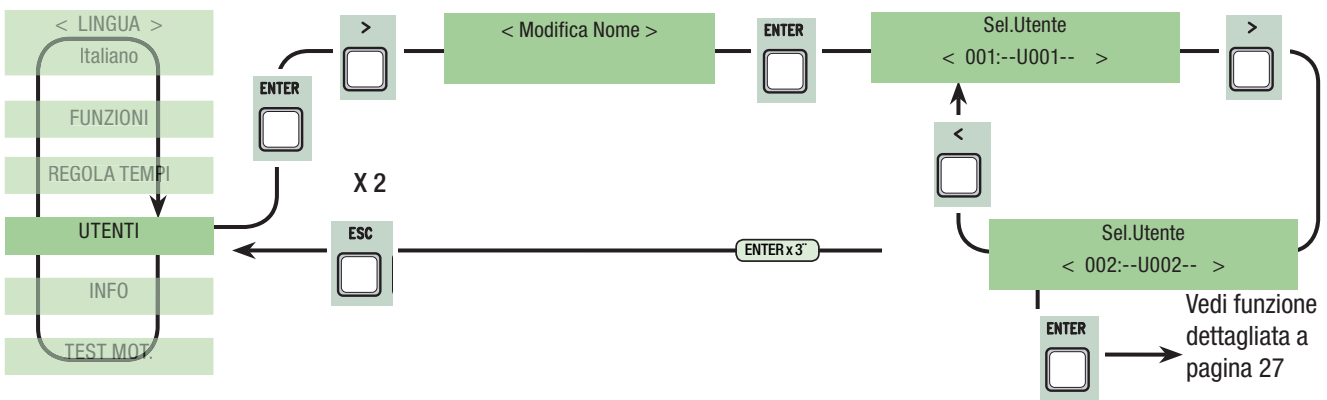 < LINGUA >
Italiano
FUNZIONI
REGOLA TEMPI
UTENTI
INFO
TEST MOT.
ENTER
>
< Modifica Nome >
ENTER
Sel.Utente
< 001:--U001-- >
>
<
Sel.Utente
< 002:--U002-- >
X 2
ESC
ENTER x 3¨
ENTER
Vedi funzione
dettagliata a
pagina 27